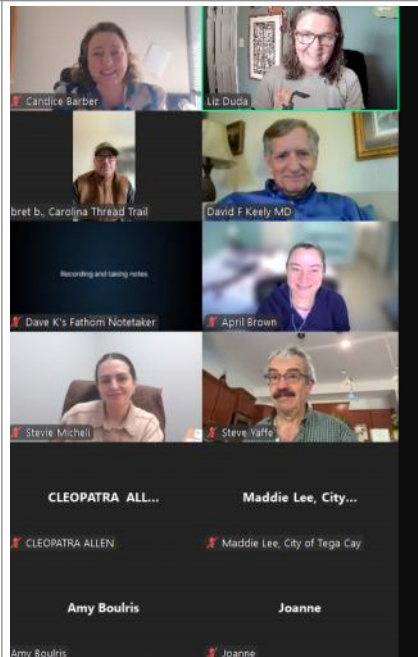 Candice Barber
Liz Duda
bret b., Carolina Thread Trail
David F Keely MD
Recording and taking notes
Dave K's Fathom Notetaker
April Brown
Stevie Micheli
Steve Yaffe
CLEOPATRA ALL...
Maddie Lee, City...
CLEOPATRA ALLEN
Maddie Lee, City of Tega Cay
Amy Boulris
Joanne
Amy Boulris
Joanne